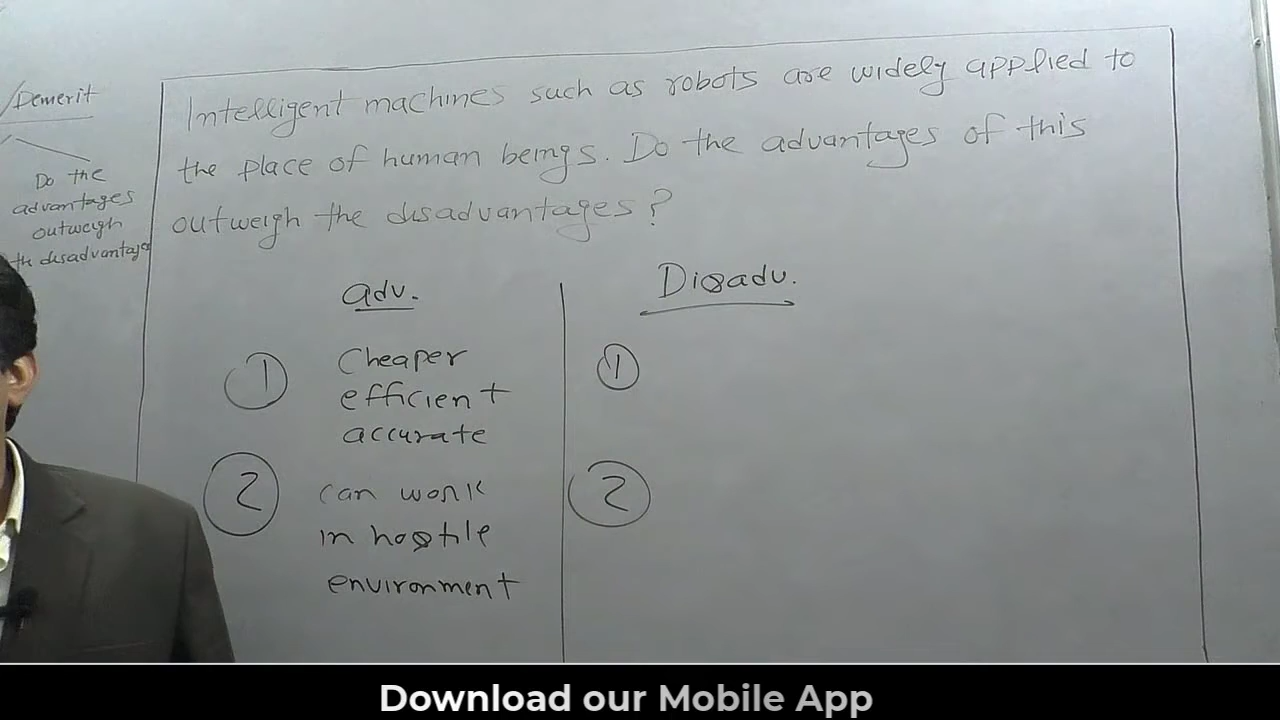 /Demerit
Do the
advantages
outweigh
the disadvantages
Intelligent machines such as robots are widely applied to
the place of human beings. Do the advantages of this
outweigh the disadvantages?
adv.
① Cheaper
efficient
accurate
② can work
in hostile
environment
Disadv.
①
②
Download our Mobile App